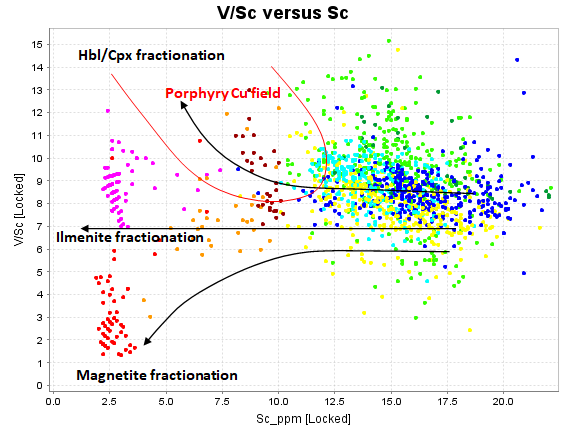 V/Sc versus Sc
Hbl/Cpx fractionation
Porphyry Cu field
Ilmenite fractionation
Magnetite fractionation
V/Sc [Locked]
15
14
13
12
11
10
9
8
7
6
5
4
3
2
1
0
0.0 2.5 5.0 7.5 10.0 12.5 15.0 17.5 20.0
Sc_ppm [Locked]